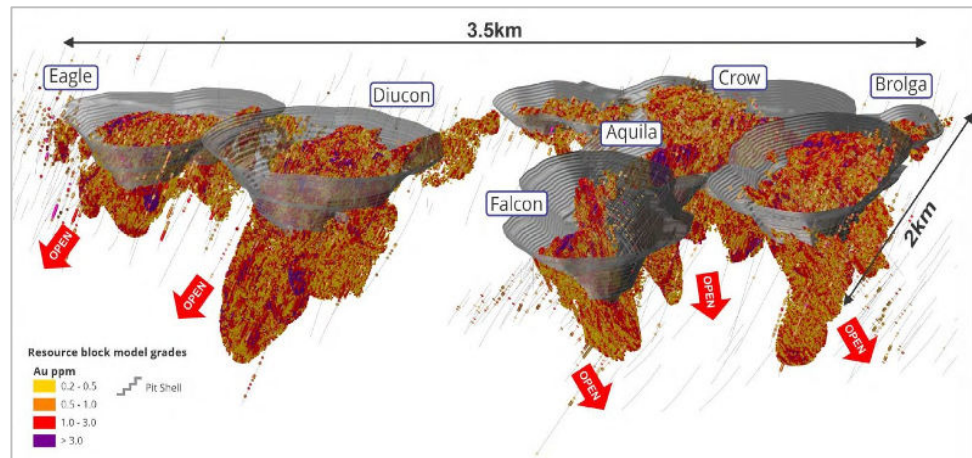 3.5km
Eagle
Diucon
Crow
Brolga
Aquila
Falcon
2km
OPEN
OPEN
OPEN
OPEN
OPEN
Resource block model grades
Au ppm
0.2 - 0.5
Pit Shell
0.5 - 1.0
1.0 - 3.0
> 3.0